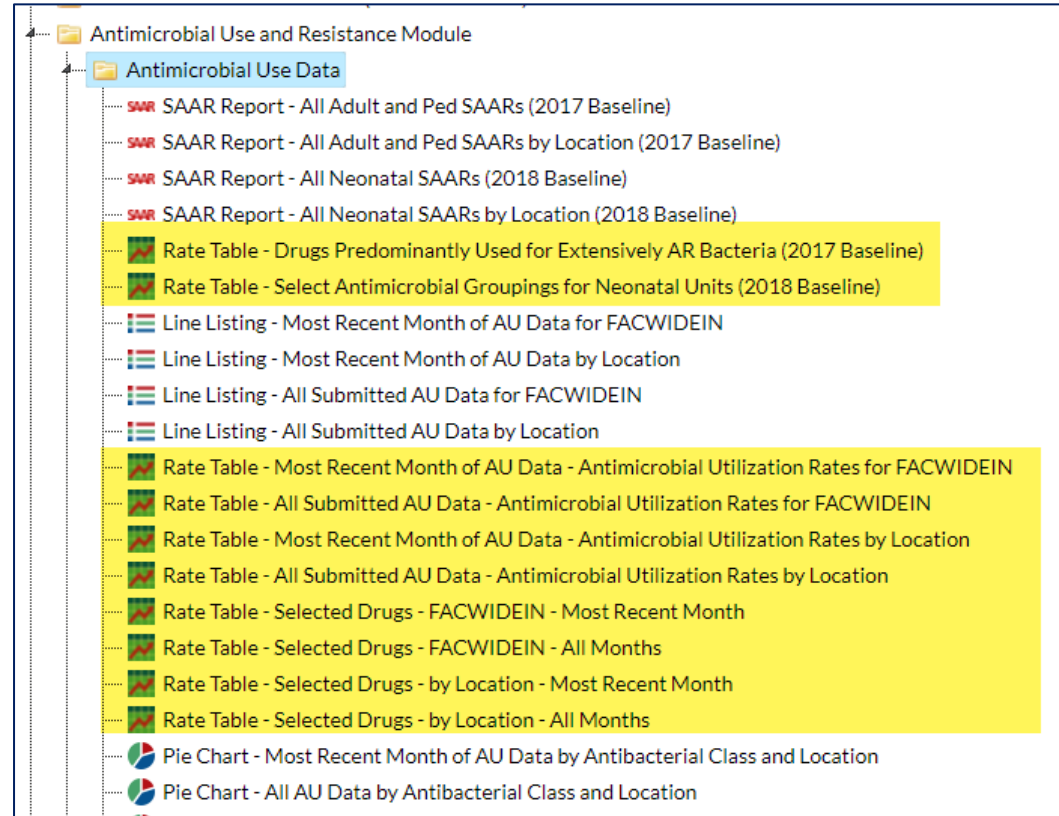 Antimicrobial Use and Resistance Module
Antimicrobial Use Data
SAAR SAAR Report - All Adult and Ped SAARs (2017 Baseline)
SAAR SAAR Report - All Adult and Ped SAARs by Location (2017 Baseline)
SAAR SAAR Report - All Neonatal SAARs (2018 Baseline)
SAAR SAAR Report - All Neonatal SAARs by Location (2018 Baseline)
Rate Table - Drugs Predominantly Used for Extensively AR Bacteria (2017 Baseline)
Rate Table - Select Antimicrobial Groupings for Neonatal Units (2018 Baseline)
Line Listing - Most Recent Month of AU Data for FACWIDEIN
Line Listing - Most Recent Month of AU Data by Location
Line Listing - All Submitted AU Data for FACWIDEIN
Line Listing - All Submitted AU Data by Location
Rate Table - Most Recent Month of AU Data - Antimicrobial Utilization Rates for FACWIDEIN
Rate Table - All Submitted AU Data - Antimicrobial Utilization Rates for FACWIDEIN
Rate Table - Most Recent Month of AU Data - Antimicrobial Utilization Rates by Location
Rate Table - All Submitted AU Data - Antimicrobial Utilization Rates by Location
Rate Table - Selected Drugs - FACWIDEIN - Most Recent Month
Rate Table - Selected Drugs - FACWIDEIN - All Months
Rate Table - Selected Drugs - by Location - Most Recent Month
Rate Table - Selected Drugs - by Location - All Months
Pie Chart - Most Recent Month of AU Data by Antibacterial Class and Location
Pie Chart - All AU Data by Antibacterial Class and Location